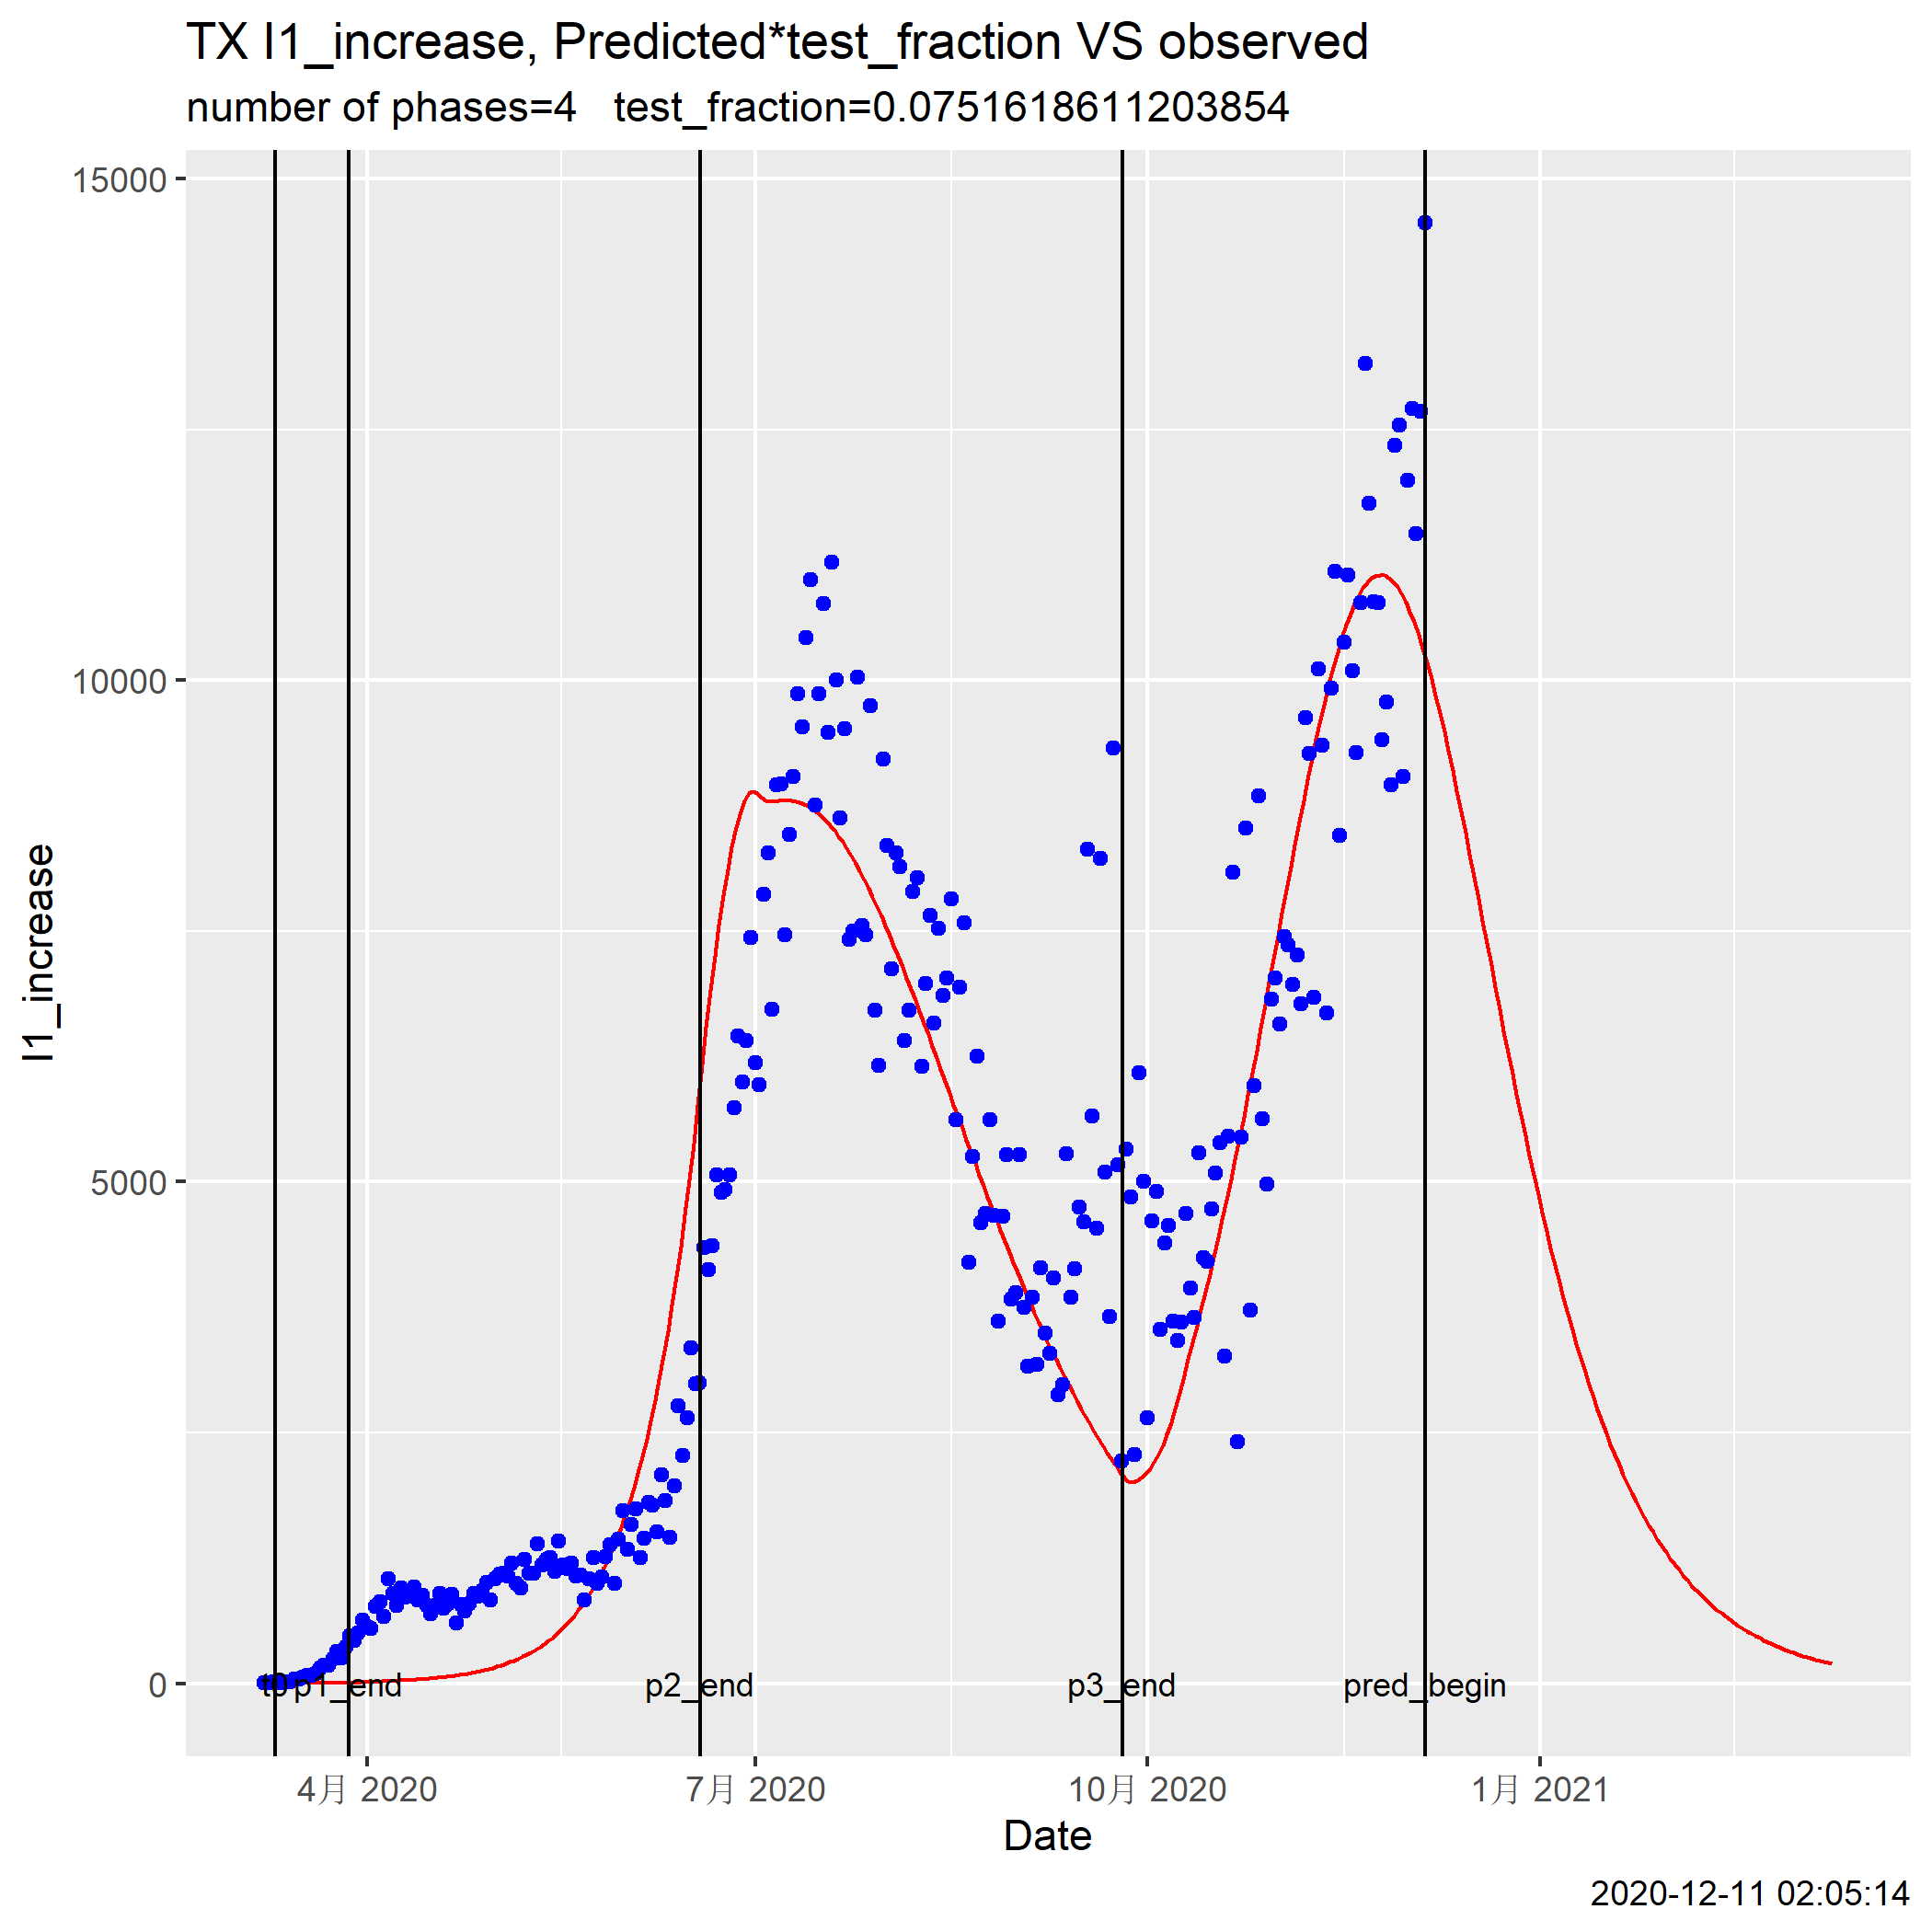 TX I1_increase, Predicted*test_fraction VS observed
number of phases=4 test_fraction=0.0751618611203854
15000
10000
5000
0
I1_increase
t0 p1_end p2_end p3_end pred_begin
4月 2020 7月 2020 10月 2020 1月 2021
Date
2020-12-11 02:05:14